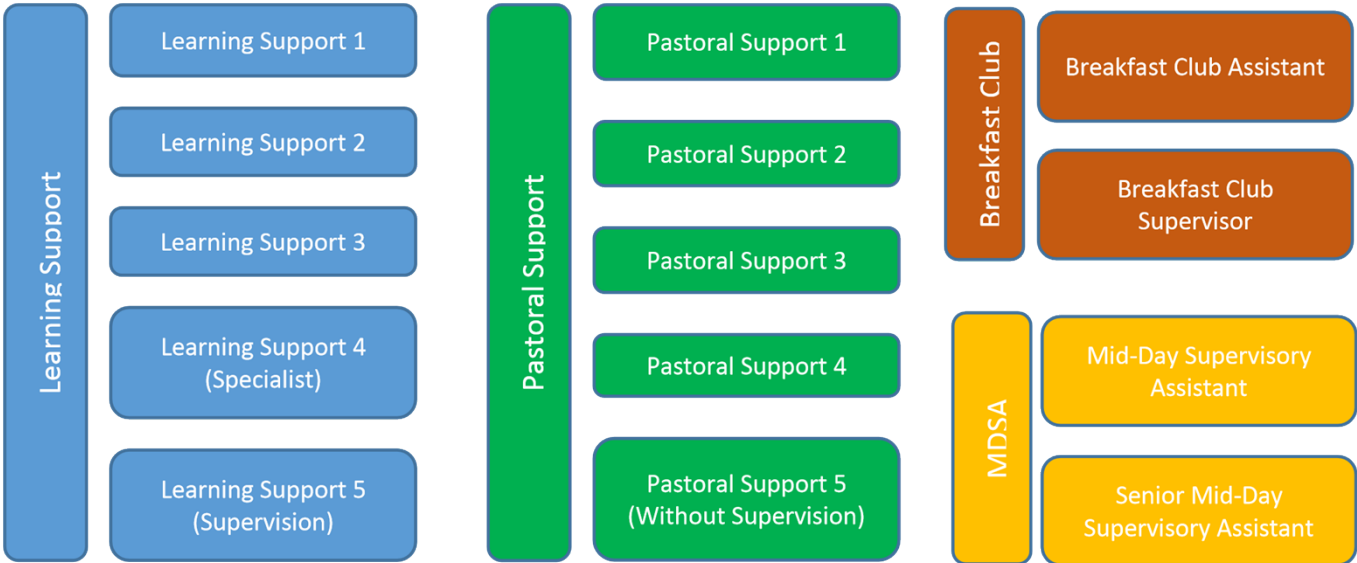 Learning Support
Learning Support 1
Learning Support 2
Learning Support 3
Learning Support 4
(Specialist)
Learning Support 5
(Supervision)
Pastoral Support
Pastoral Support 1
Pastoral Support 2
Pastoral Support 3
Pastoral Support 4
Pastoral Support 5
(Without Supervision)
Breakfast Club
Breakfast Club Assistant
Breakfast Club
Supervisor
MDSA
Mid-Day Supervisory
Assistant
Senior Mid-Day
Supervisory Assistant